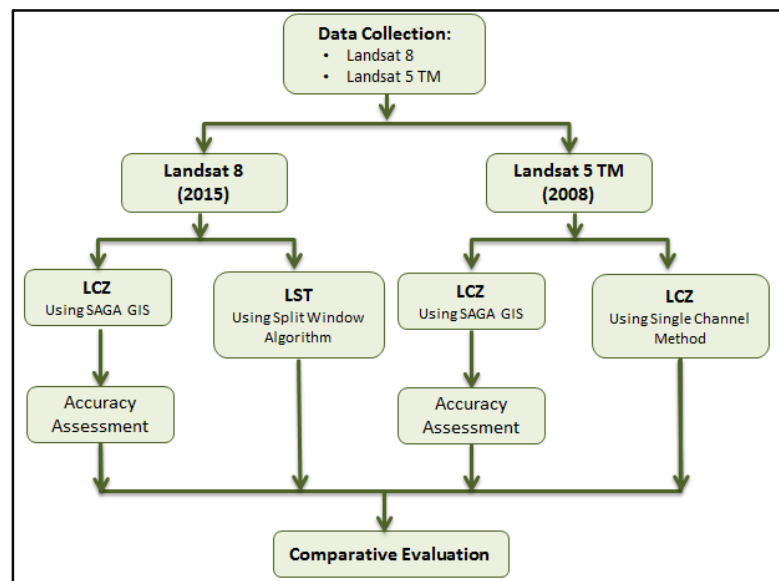 Data Collection:
• Landsat 8
• Landsat 5 TM
Landsat 8
(2015)
Landsat 5 TM
(2008)
LCZ
Using SAGA GIS
LST
Using Split Window
Algorithm
LCZ
Using SAGA GIS
LCZ
Using Single Channel
Method
Accuracy
Assessment
Accuracy
Assessment
Comparative Evaluation